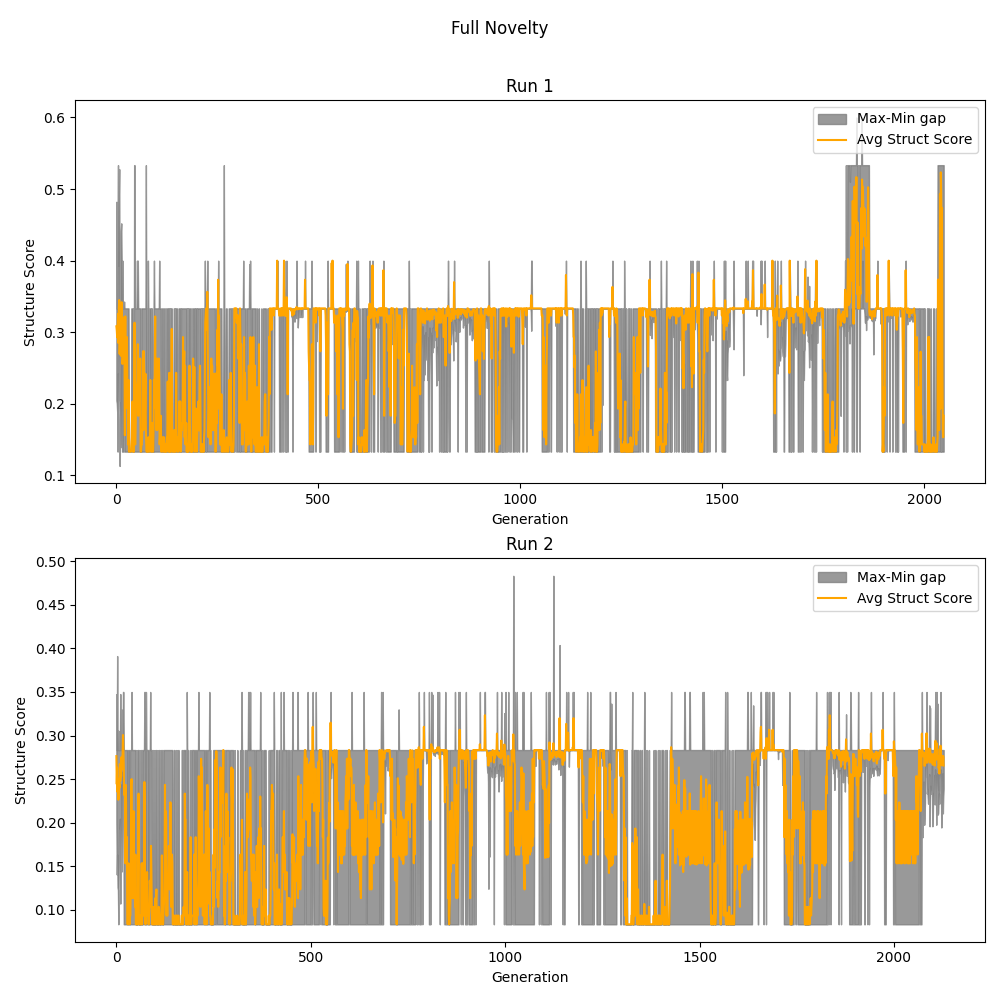 Full Novelty
Run 1
Max-Min gap
Avg Struct Score
Structure Score
0.6
0.5
0.4
0.3
0.2
0.1
0 500 1000 1500 2000
Generation
Run 2
Max-Min gap
Avg Struct Score
Structure Score
0.50
0.45
0.40
0.35
0.30
0.25
0.20
0.15
0.10
0 500 1000 1500 2000
Generation